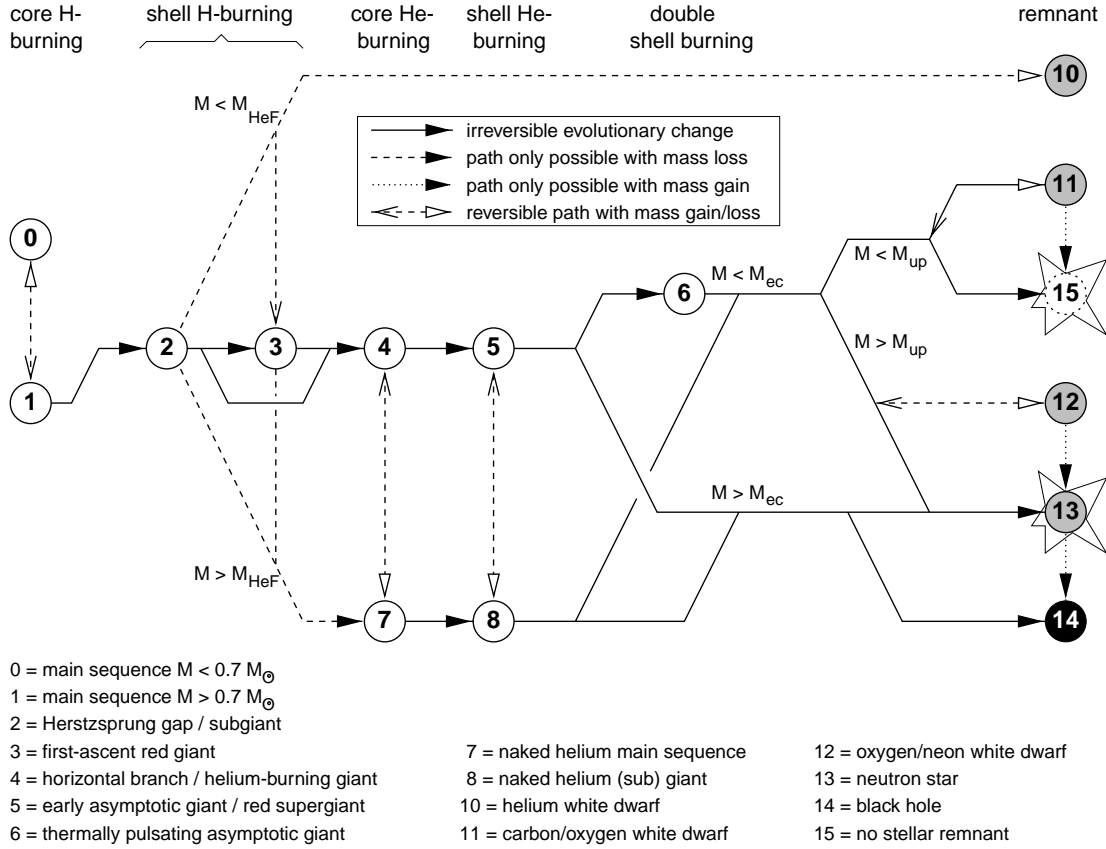 core H-
burning
shell H-burning
core He-
burning
shell He-
burning
double
shell burning
remnant
10
M < M_HeF
irreversible evolutionary change
path only possible with mass loss
path only possible with mass gain
reversible path with mass gain/loss
11
0
M < M_up
M < M_ec
6
15
2
3
4
5
M > M_up
1
12
M > M_ec
13
M > M_HeF
7
8
14
0 = main sequence M < 0.7 M⊙
1 = main sequence M > 0.7 M⊙
2 = Herstzsprung gap / subgiant
3 = first-ascent red giant
4 = horizontal branch / helium-burning giant
5 = early asymptotic giant / red supergiant
6 = thermally pulsating asymptotic giant
7 = naked helium main sequence
8 = naked helium (sub) giant
10 = helium white dwarf
11 = carbon/oxygen white dwarf
12 = oxygen/neon white dwarf
13 = neutron star
14 = black hole
15 = no stellar remnant